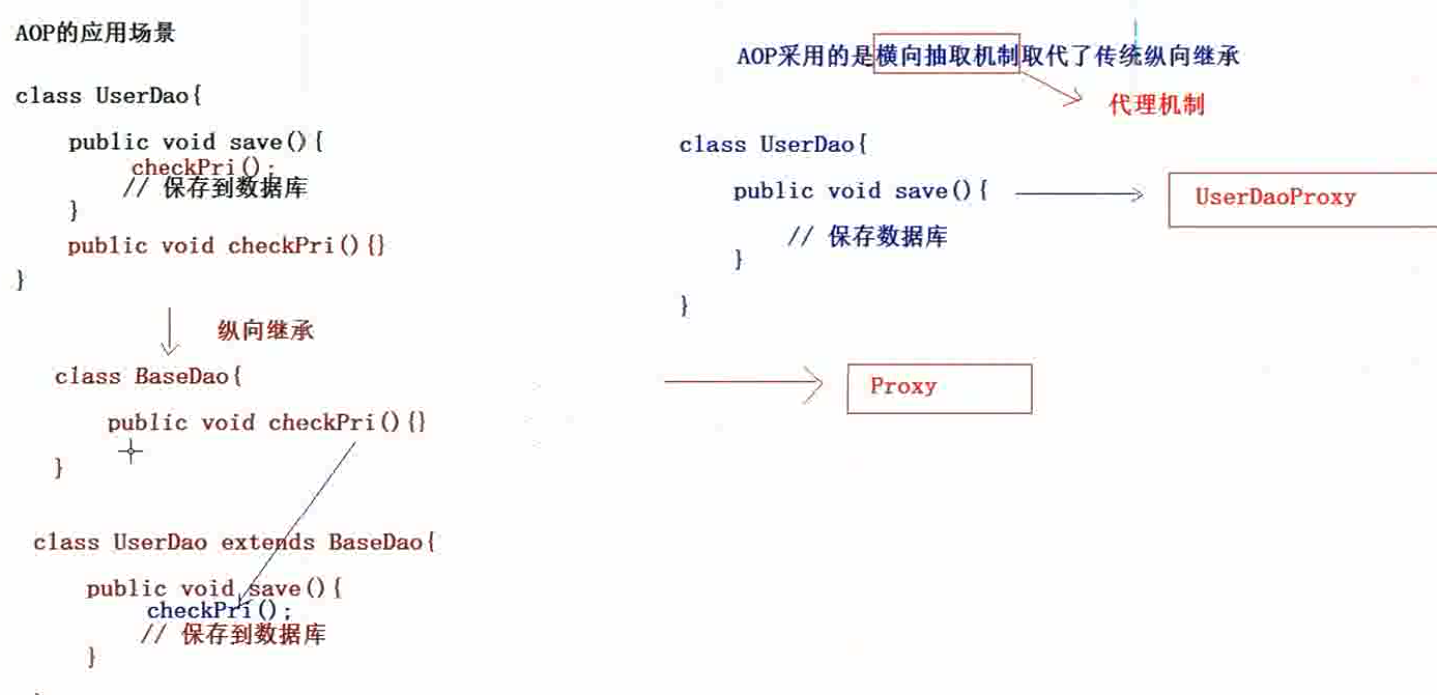 AOP的应用场景
class UserDao{
public void save(){
checkPri();
// 保存到数据库
}
public void checkPri(){}
}
纵向继承
class BaseDao{
public void checkPri(){}
}
class UserDao extends BaseDao{
public void save(){
checkPri();
// 保存到数据库
}
AOP采用的是横向抽取机制取代了传统纵向继承
代理机制
class UserDao{
public void save(){
UserDaoProxy
// 保存数据库
}
}
Proxy